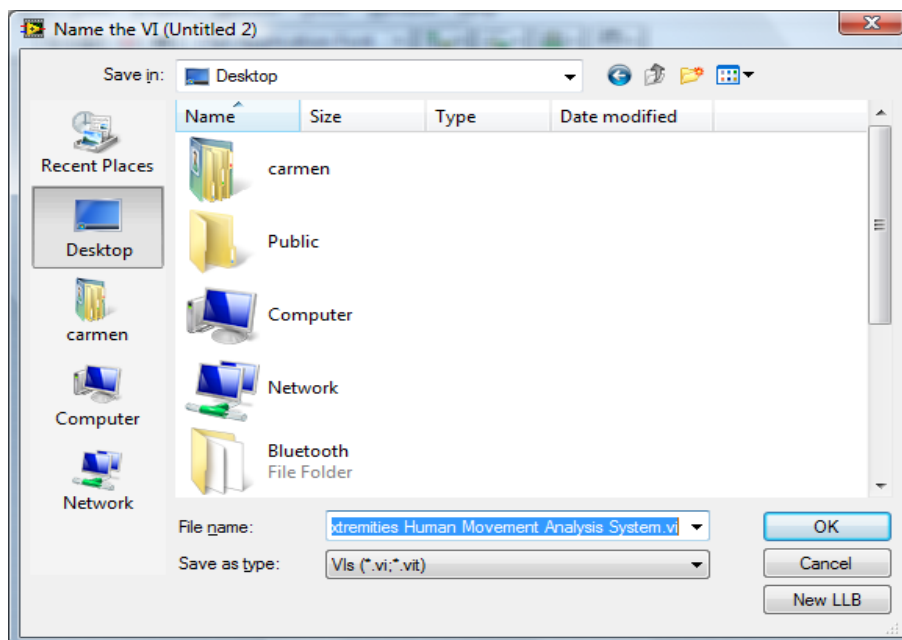 Name the VI (Untitled 2)
Save in: Desktop
Name Size Type Date modified
Recent Places
Desktop
carmen
Computer
Network
carmen
Public
Computer
Network
Bluetooth
File Folder
File name: xtremities Human Movement Analysis System.vi OK
Save as type: VIs (*.vi;*.vit) Cancel
New LLB